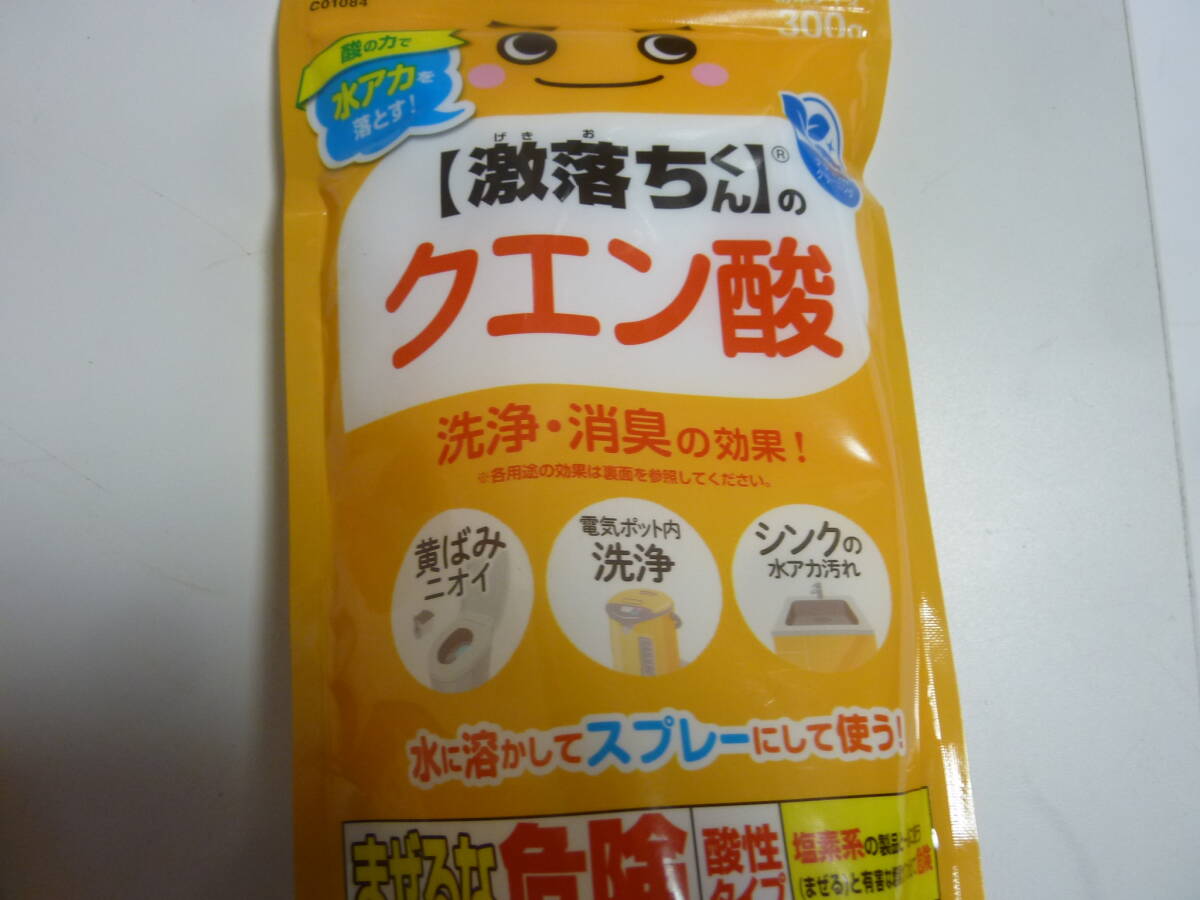 C01084
300g
酸の力で
水アカを
落とす!
げき お
【激落ちくん】®の
クエン酸
洗浄・消臭の効果!
※各用途の効果は裏面を参照してください。
黄ばみ
ニオイ
電気ポット内
洗浄
シンクの
水アカ汚れ
水に溶かしてスプレーにして使う!
まぜるな
危険
酸性
タイプ
塩素系の製品と
(まぜる)と有害な
危険